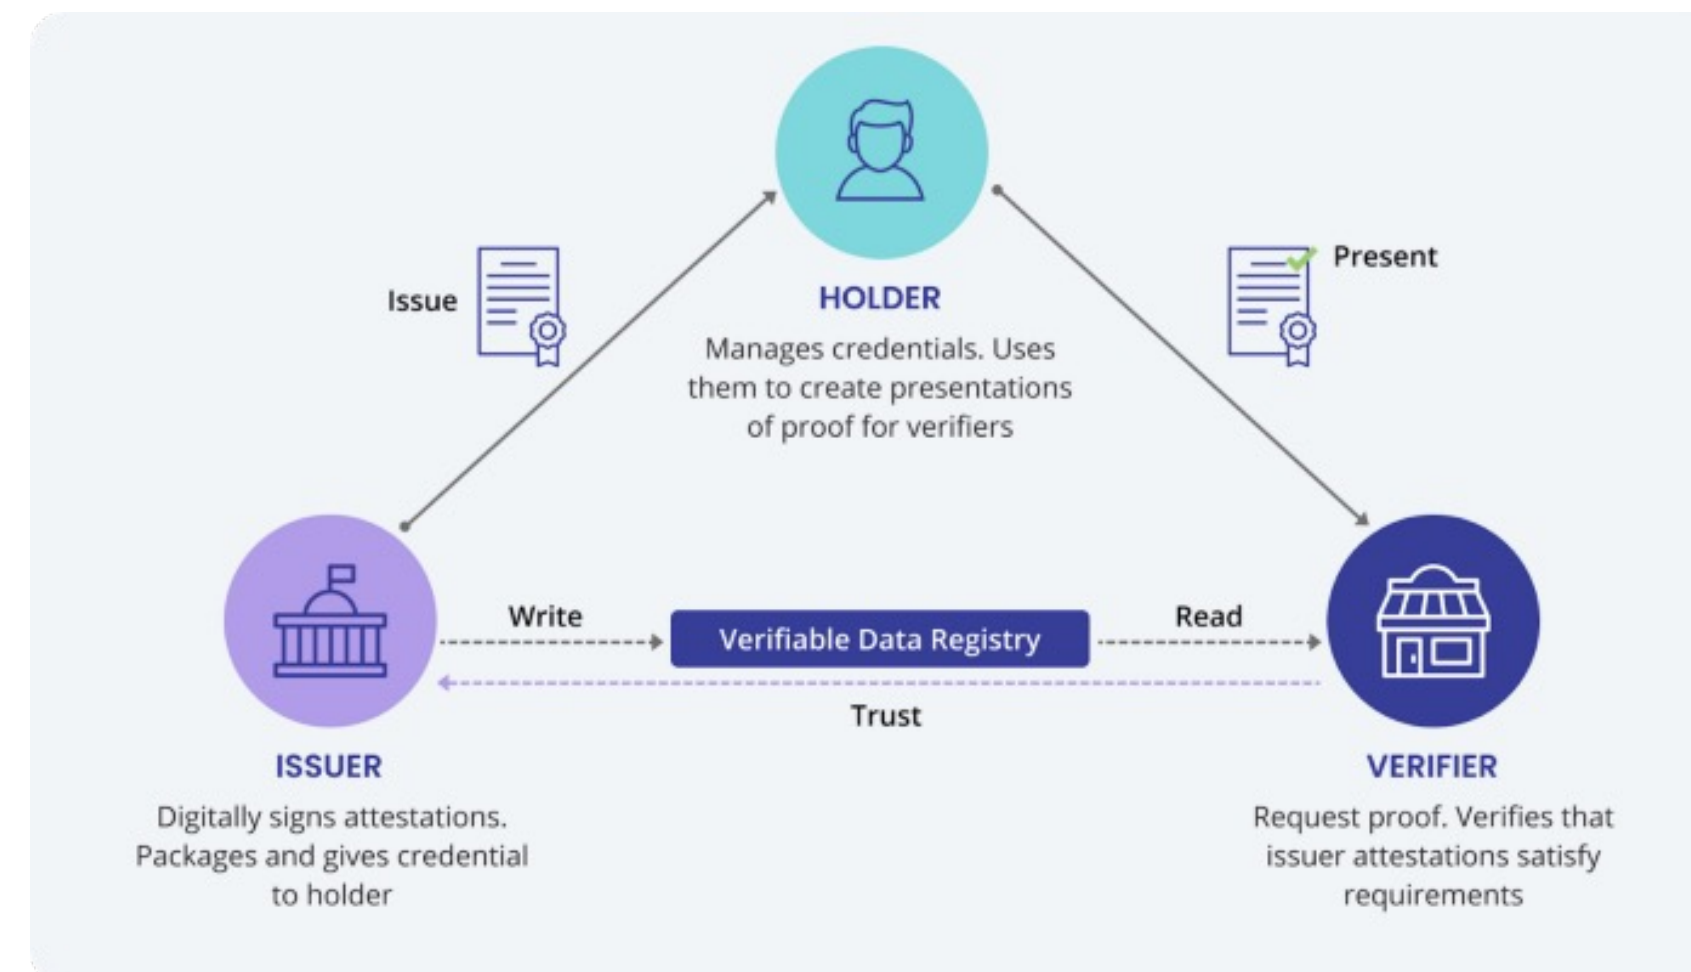 Present
Issue
HOLDER
Manages credentials. Uses
them to create presentations
of proof for verifiers
Write
Verifiable Data Registry
Read
Trust
ISSUER
Digitally signs attestations.
Packages and gives credential
to holder
VERIFIER
Request proof. Verifies that
issuer attestations satisfy
requirements